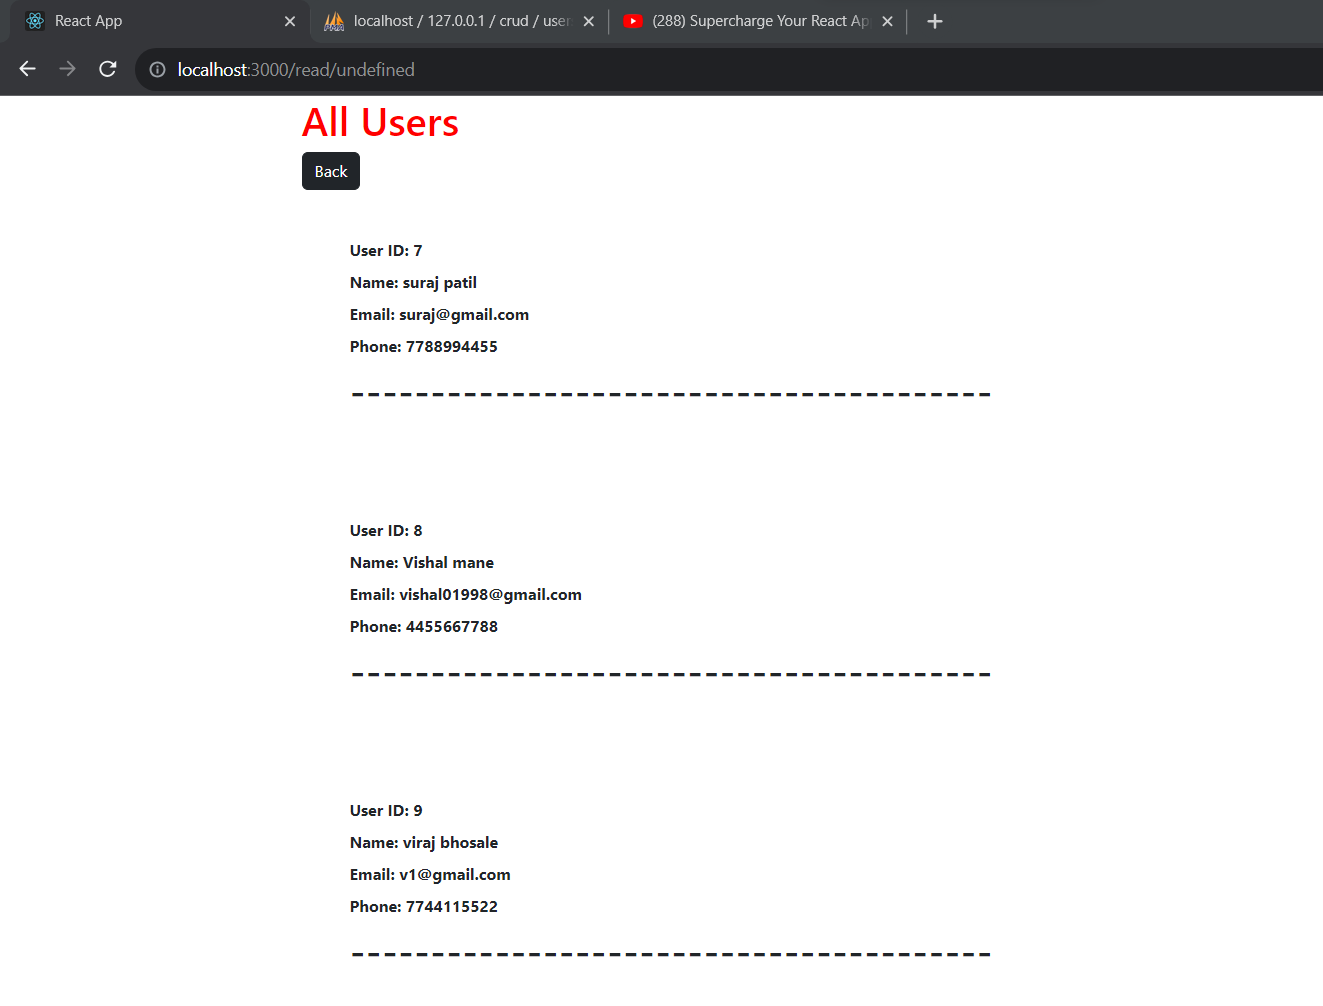 React App
localhost / 127.0.0.1 / crud / user
(288) Supercharge Your React Ap
localhost:3000/read/undefined
All Users
Back
User ID: 7
Name: suraj patil
Email: suraj@gmail.com
Phone: 7788994455
----------------------------------------
User ID: 8
Name: Vishal mane
Email: vishal01998@gmail.com
Phone: 4455667788
----------------------------------------
User ID: 9
Name: viraj bhosale
Email: v1@gmail.com
Phone: 7744115522
----------------------------------------